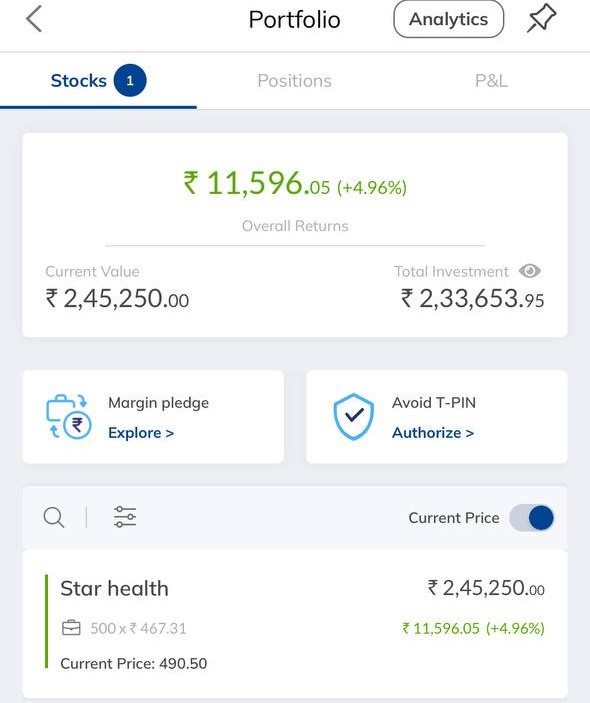 Portfolio Analytics
Stocks 1 Positions P&L
₹ 11,596.05 (+4.96%)
Overall Returns
Current Value Total Investment
₹ 2,45,250.00 ₹ 2,33,653.95
Margin pledge Avoid T-PIN
Explore > Authorize >
Current Price
Star health ₹ 2,45,250.00
500 x ₹ 467.31 ₹ 11,596.05 (+4.96%)
Current Price: 490.50